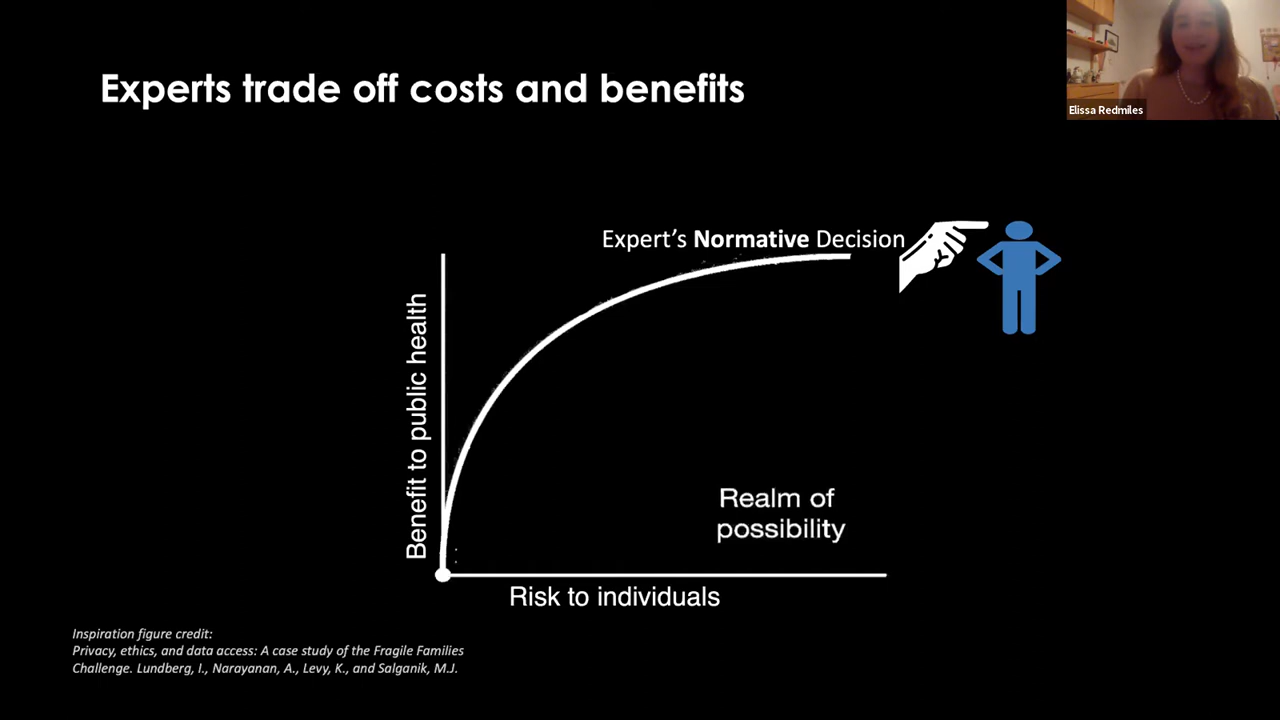 Experts trade off costs and benefits
Elissa Redmiles
Expert’s Normative Decision
Benefit to public health
Realm of
possibility
Risk to individuals
Inspiration figure credit:
Privacy, ethics, and data access: A case study of the Fragile Families
Challenge. Lundberg, I., Narayanan, A., Levy, K., and Salganik, M.J.